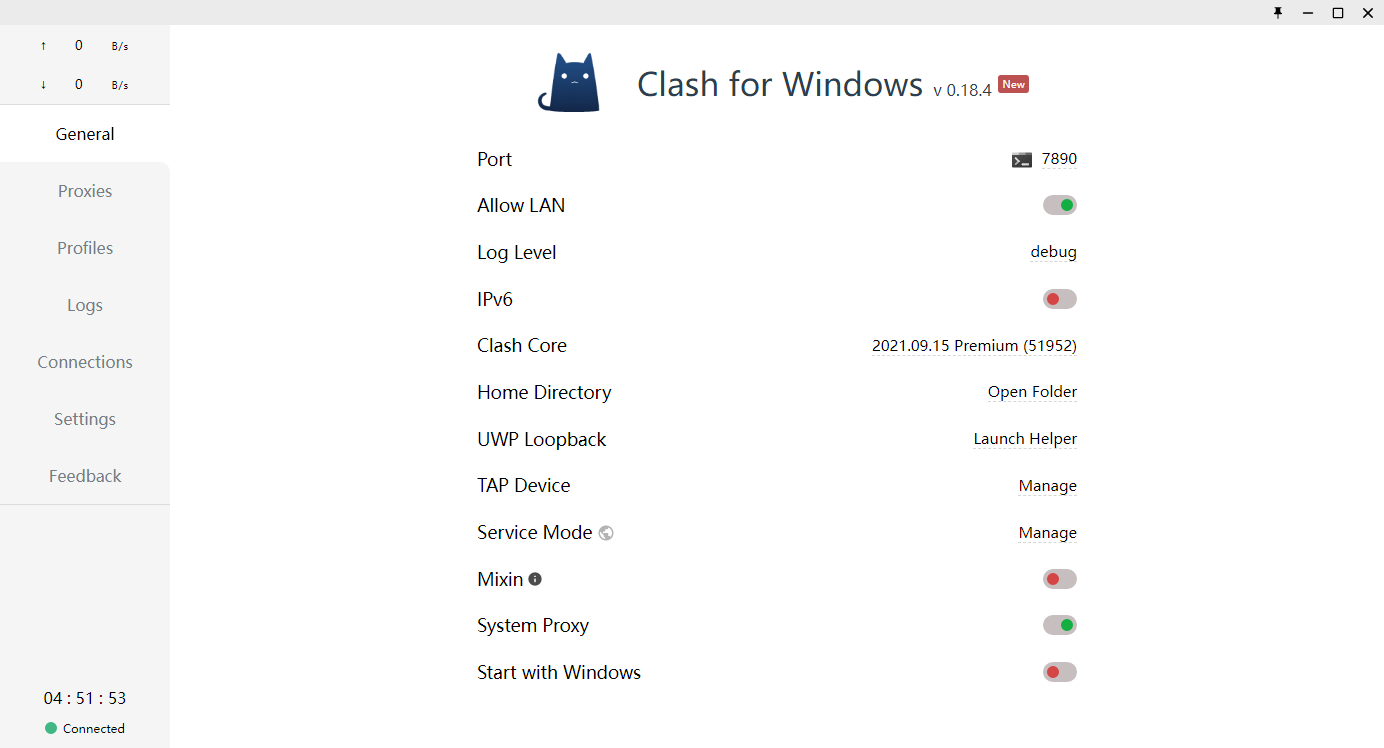 ↑ 0 B/s
↓ 0 B/s
General
Proxies
Profiles
Logs
Connections
Settings
Feedback
04 : 51 : 53
Connected
Clash for Windows v 0.18.4 New
Port 7890
Allow LAN
Log Level debug
IPv6
Clash Core 2021.09.15 Premium (51952)
Home Directory Open Folder
UWP Loopback Launch Helper
TAP Device Manage
Service Mode Manage
Mixin
System Proxy
Start with Windows